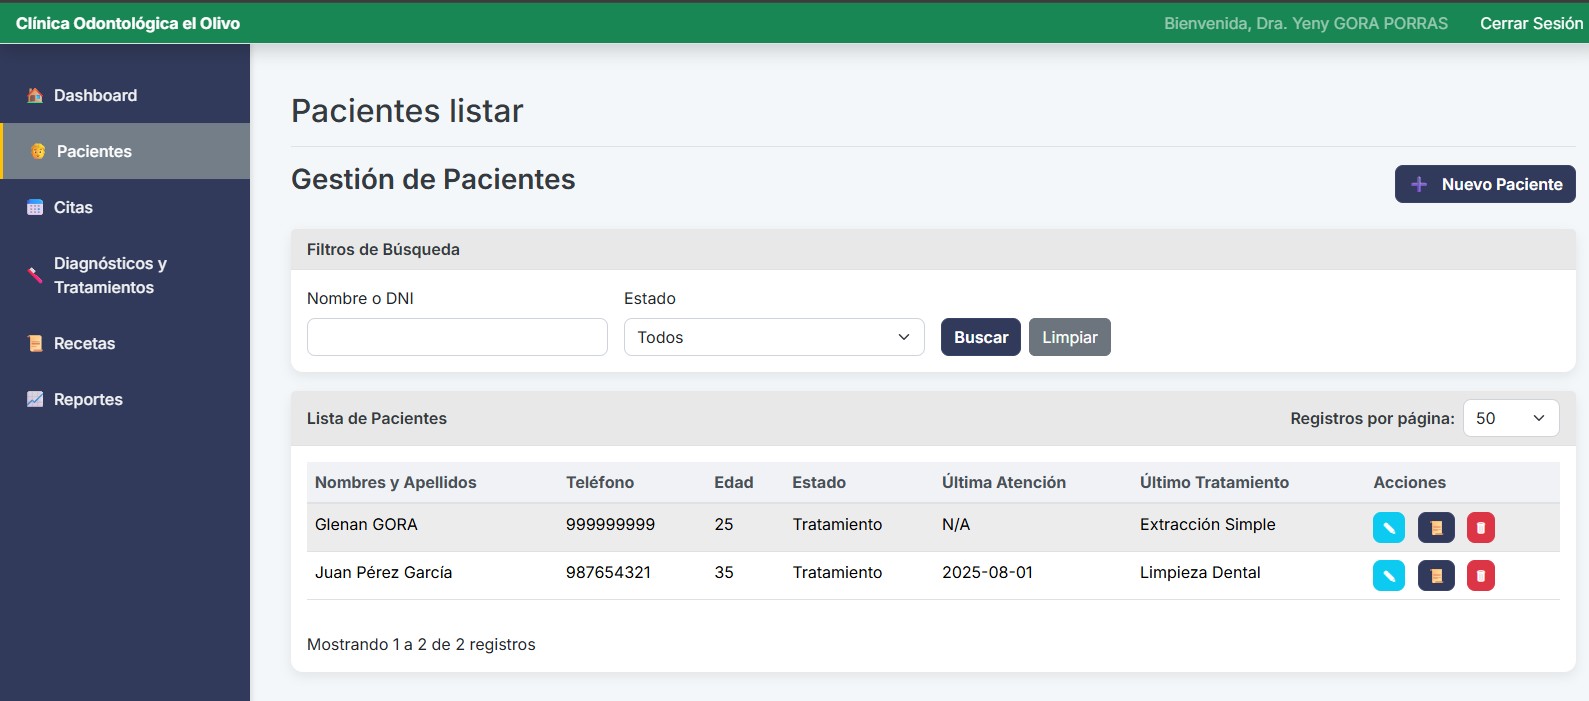 Clínica Odontológica el Olivo
Bienvenida, Dra. Yeny GORA PORRAS Cerrar Sesión
Dashboard
Pacientes
Citas
Diagnósticos y
Tratamientos
Recetas
Reportes
Pacientes listar
Gestión de Pacientes
Nuevo Paciente
Filtros de Búsqueda
Nombre o DNI Estado
Todos Buscar Limpiar
Lista de Pacientes Registros por página: 50
Nombres y Apellidos Teléfono Edad Estado Última Atención Último Tratamiento Acciones
Glenan GORA 999999999 25 Tratamiento N/A Extracción Simple
Juan Pérez García 987654321 35 Tratamiento 2025-08-01 Limpieza Dental
Mostrando 1 a 2 de 2 registros